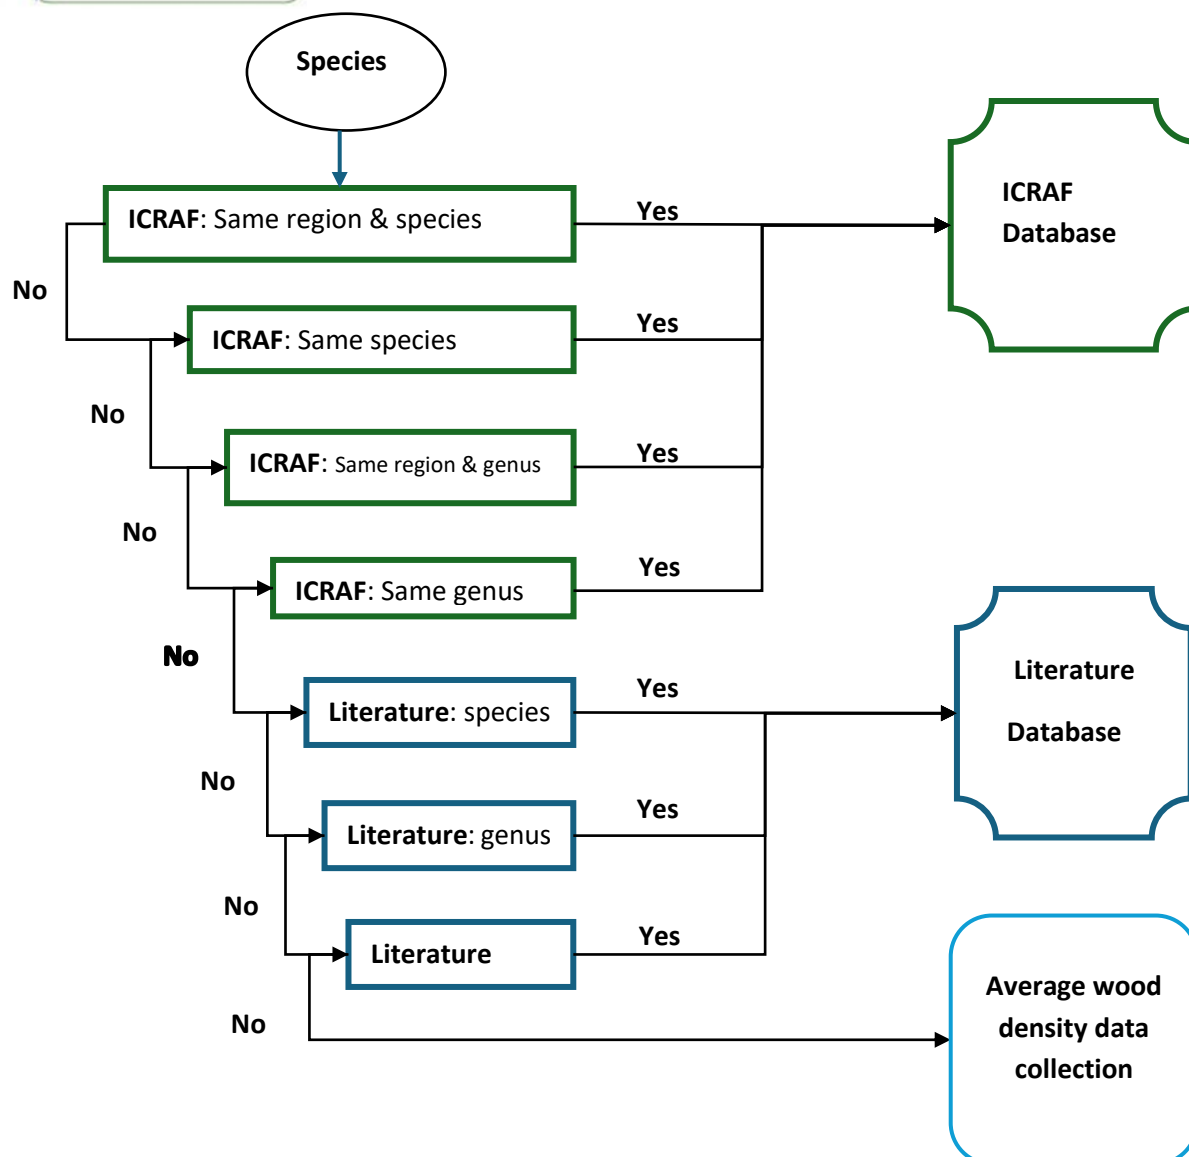 Species
ICRAF: Same region & species
Yes
ICRAF
Database
No
ICRAF: Same species
Yes
No
ICRAF: Same region & genus
Yes
No
ICRAF: Same genus
Yes
No
Literature: species
Yes
Literature
Database
No
Literature: genus
Yes
No
Literature
Yes
No
Average wood
density data
collection